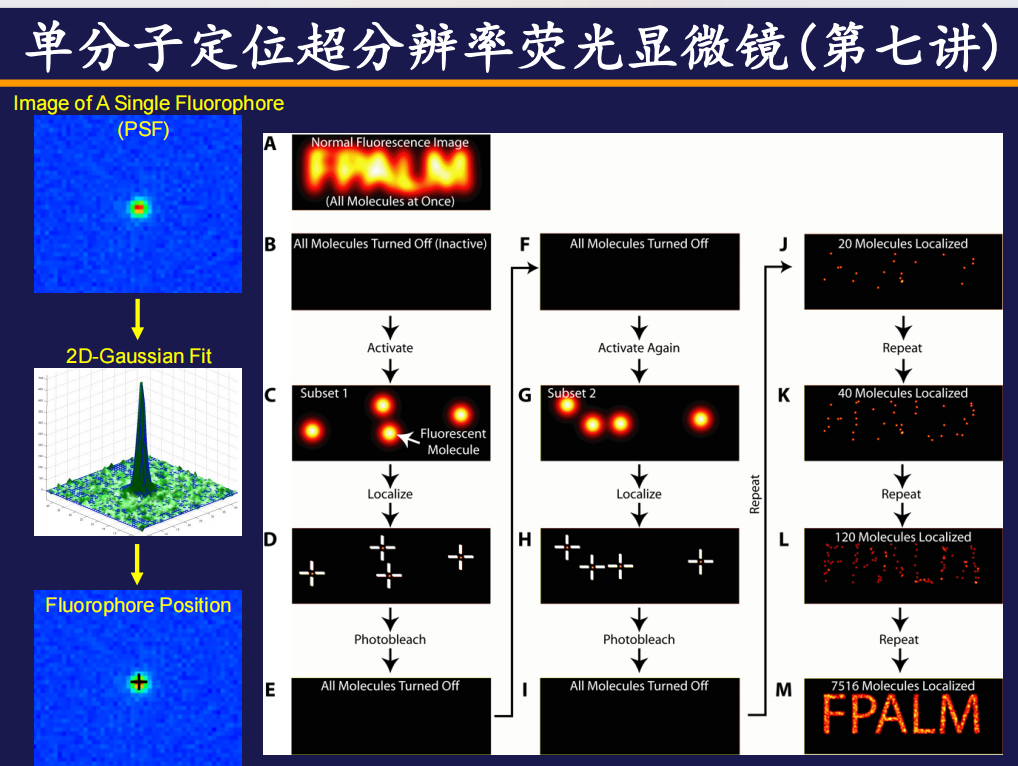 单分子定位超分辨率荧光显微镜(第七讲)
Image of A Single Fluorophore
(PSF)
2D-Gaussian Fit
Fluorophore Position
A
Normal Fluorescence Image
FPALM
(All Molecules at Once)
B
All Molecules Turned Off (Inactive)
Activate
C
Subset 1
Fluorescent
Molecule
Localize
D
Photobleach
E
All Molecules Turned Off
F
All Molecules Turned Off
Activate Again
G
Subset 2
Localize
H
Photobleach
I
All Molecules Turned Off
Repeat
J
20 Molecules Localized
Repeat
K
40 Molecules Localized
Repeat
L
120 Molecules Localized
Repeat
M
7516 Molecules Localized
FPALM